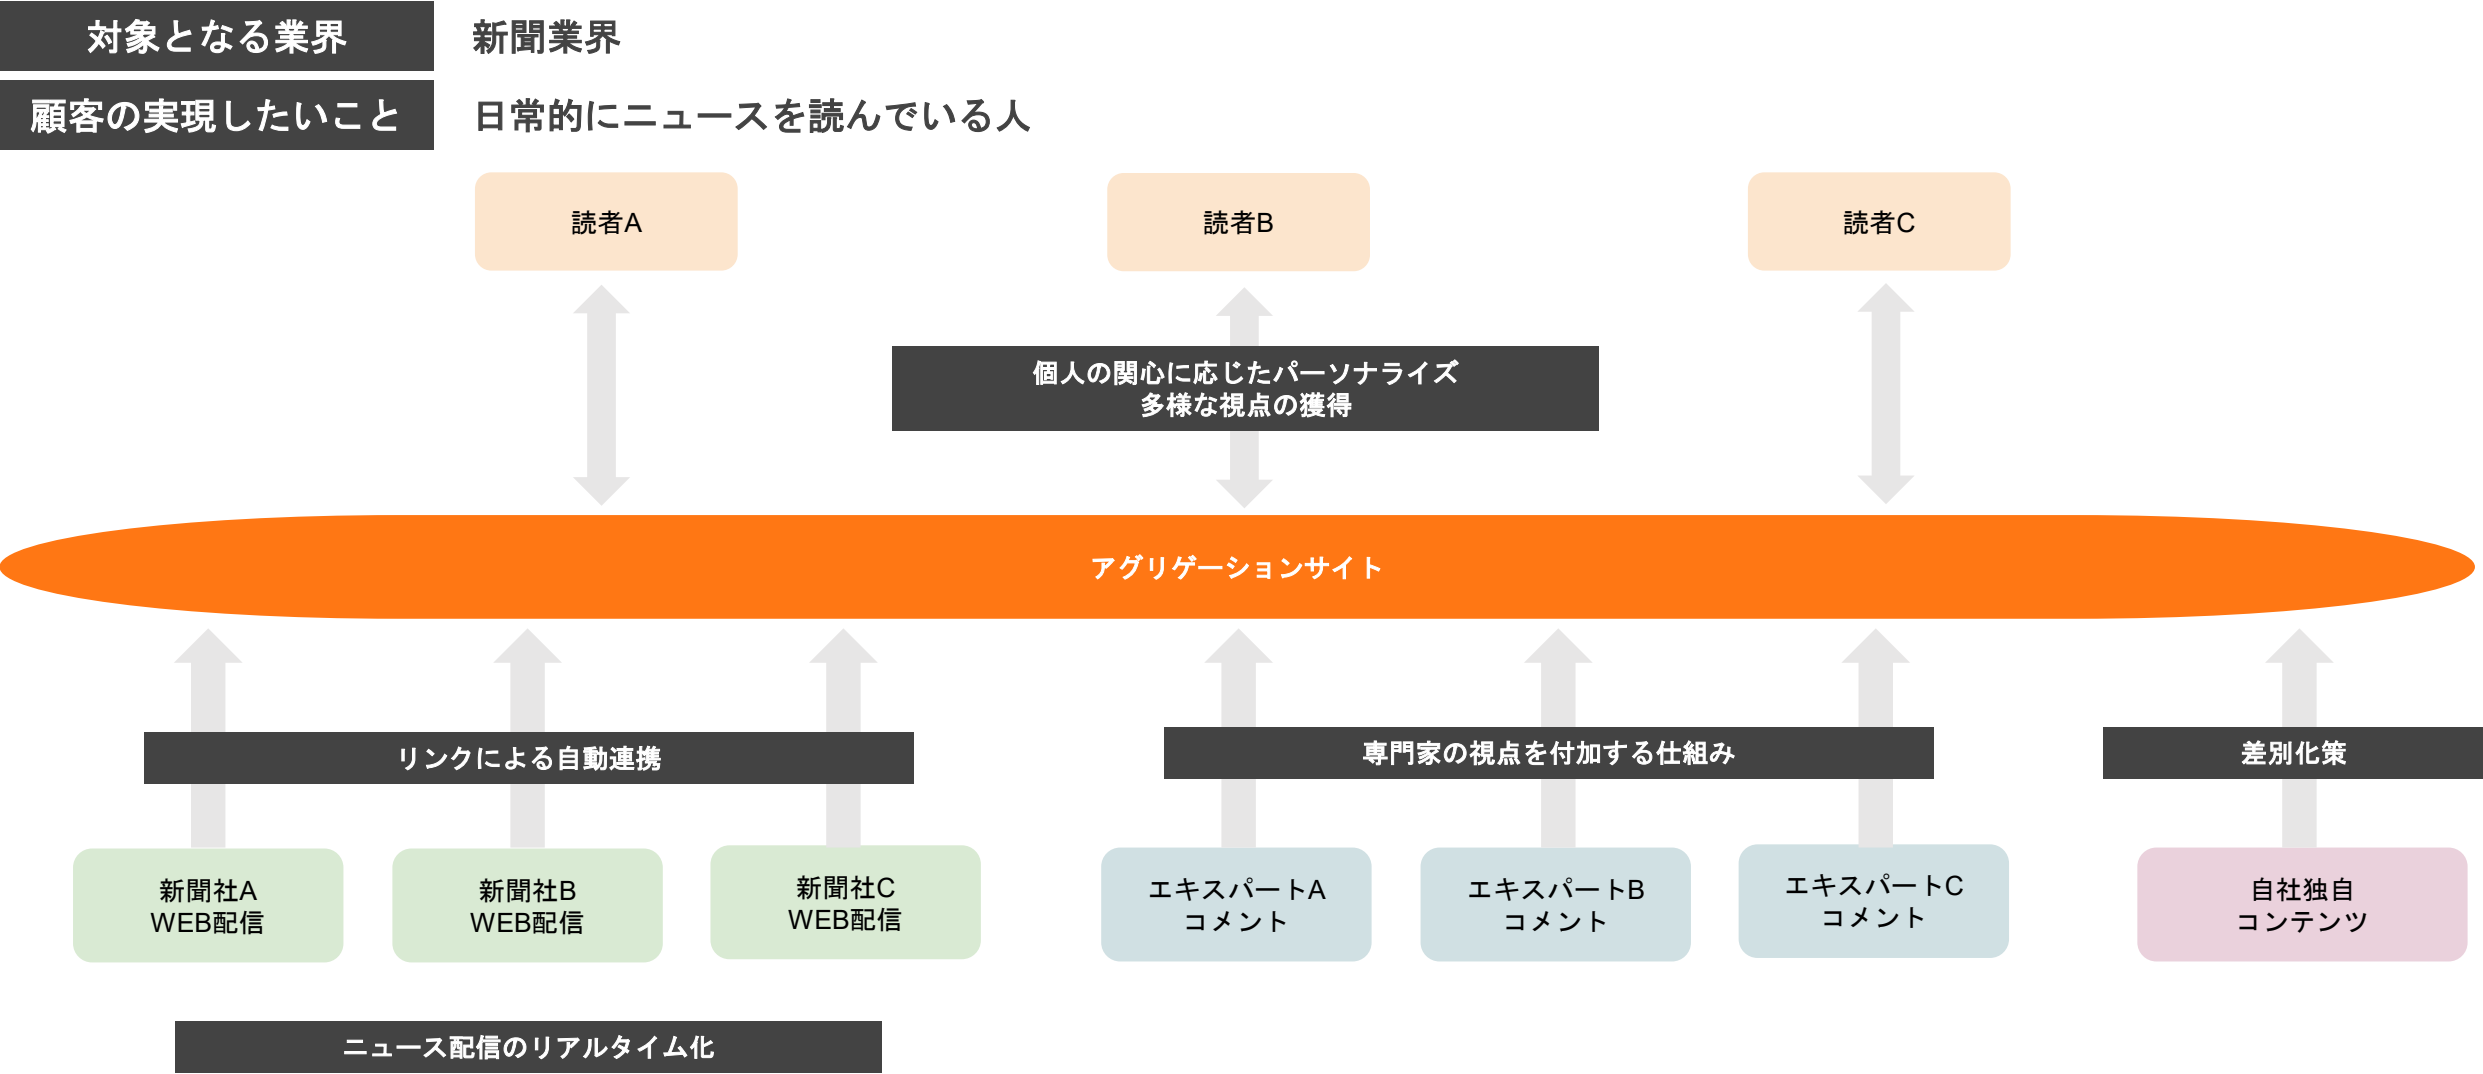 対象となる業界
新聞業界
顧客の実現したいこと
日常的にニュースを読んでいる人
読者A
読者B
読者C
個人の関心に応じたパーソナライズ
多様な視点の獲得
アグリゲーションサイト
リンクによる自動連携
専門家の視点を付加する仕組み
差別化策
新聞社A
WEB配信
新聞社B
WEB配信
新聞社C
WEB配信
エキスパートA
コメント
エキスパートB
コメント
エキスパートC
コメント
自社独自
コンテンツ
ニュース配信のリアルタイム化